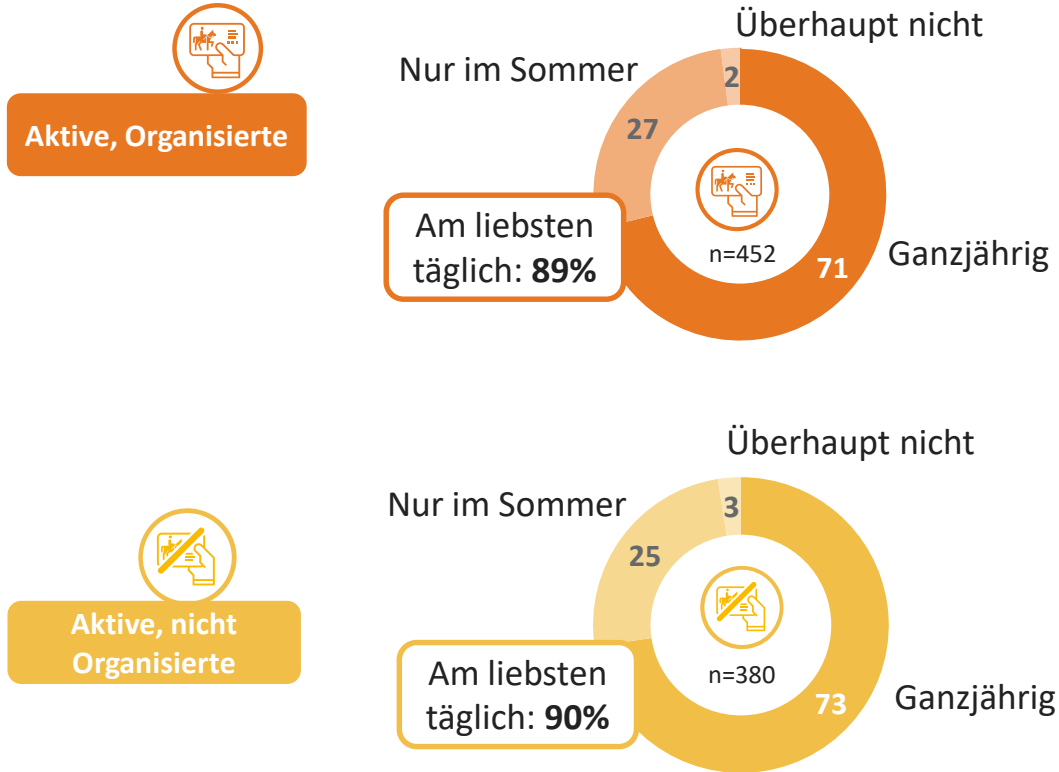 Aktive, Organisierte
Überhaupt nicht
Nur im Sommer
2
27
Am liebsten
täglich: 89%
n=452
71
Ganzjährig
Aktive, nicht
Organisierte
Überhaupt nicht
Nur im Sommer
3
25
Am liebsten
täglich: 90%
n=380
73
Ganzjährig